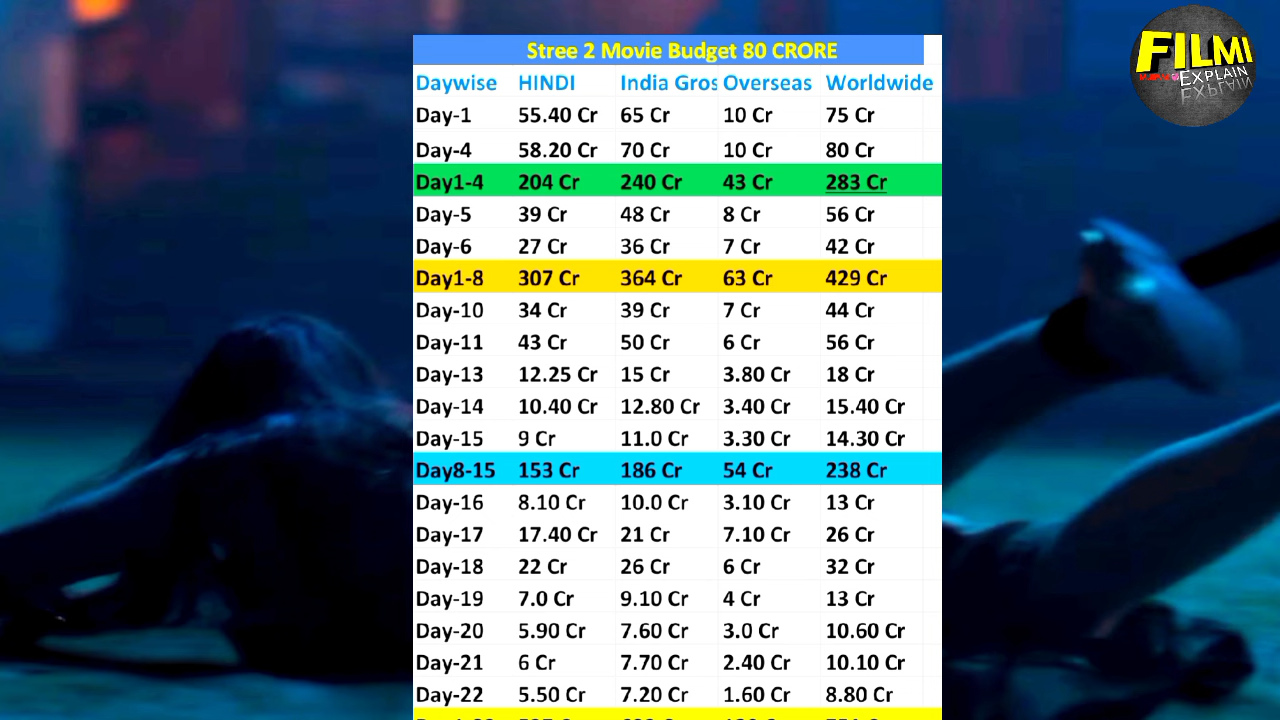 Stree 2 Movie Budget 80 CRORE
FILMI
EXPLAIN
Daywise HINDI India Gros Overseas Worldwide
Day-1 55.40 Cr 65 Cr 10 Cr 75 Cr
Day-4 58.20 Cr 70 Cr 10 Cr 80 Cr
Day1-4 204 Cr 240 Cr 43 Cr 283 Cr
Day-5 39 Cr 48 Cr 8 Cr 56 Cr
Day-6 27 Cr 36 Cr 7 Cr 42 Cr
Day1-8 307 Cr 364 Cr 63 Cr 429 Cr
Day-10 34 Cr 39 Cr 7 Cr 44 Cr
Day-11 43 Cr 50 Cr 6 Cr 56 Cr
Day-13 12.25 Cr 15 Cr 3.80 Cr 18 Cr
Day-14 10.40 Cr 12.80 Cr 3.40 Cr 15.40 Cr
Day-15 9 Cr 11.0 Cr 3.30 Cr 14.30 Cr
Day8-15 153 Cr 186 Cr 54 Cr 238 Cr
Day-16 8.10 Cr 10.0 Cr 3.10 Cr 13 Cr
Day-17 17.40 Cr 21 Cr 7.10 Cr 26 Cr
Day-18 22 Cr 26 Cr 6 Cr 32 Cr
Day-19 7.0 Cr 9.10 Cr 4 Cr 13 Cr
Day-20 5.90 Cr 7.60 Cr 3.0 Cr 10.60 Cr
Day-21 6 Cr 7.70 Cr 2.40 Cr 10.10 Cr
Day-22 5.50 Cr 7.20 Cr 1.60 Cr 8.80 Cr